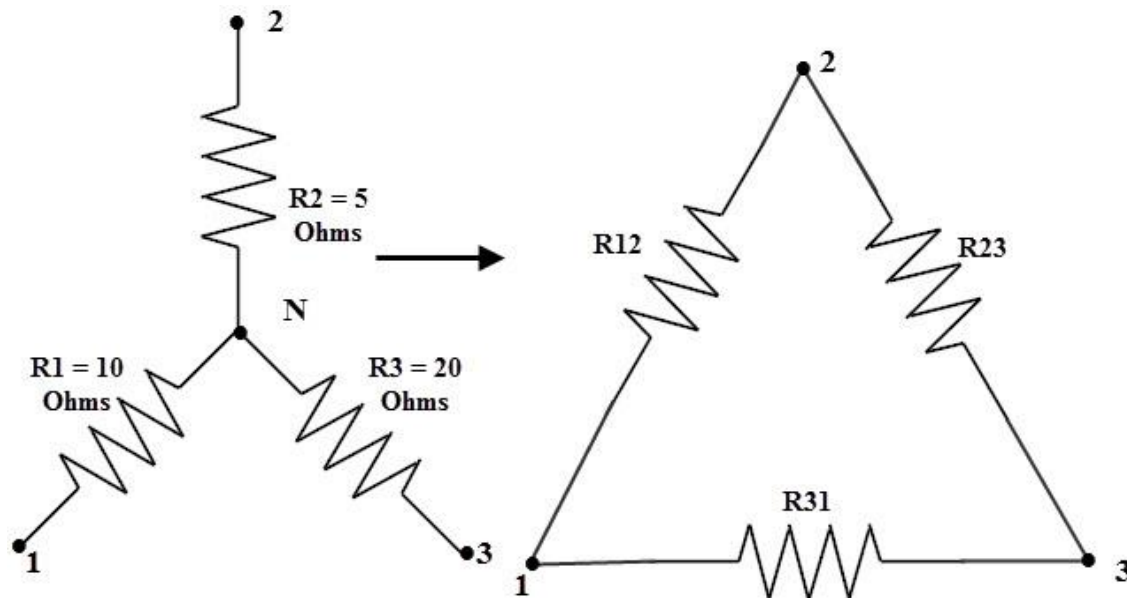 2
R2 = 5
Ohms
N
R1 = 10
Ohms
R3 = 20
Ohms
1
3
2
R12
R23
R31
1
3